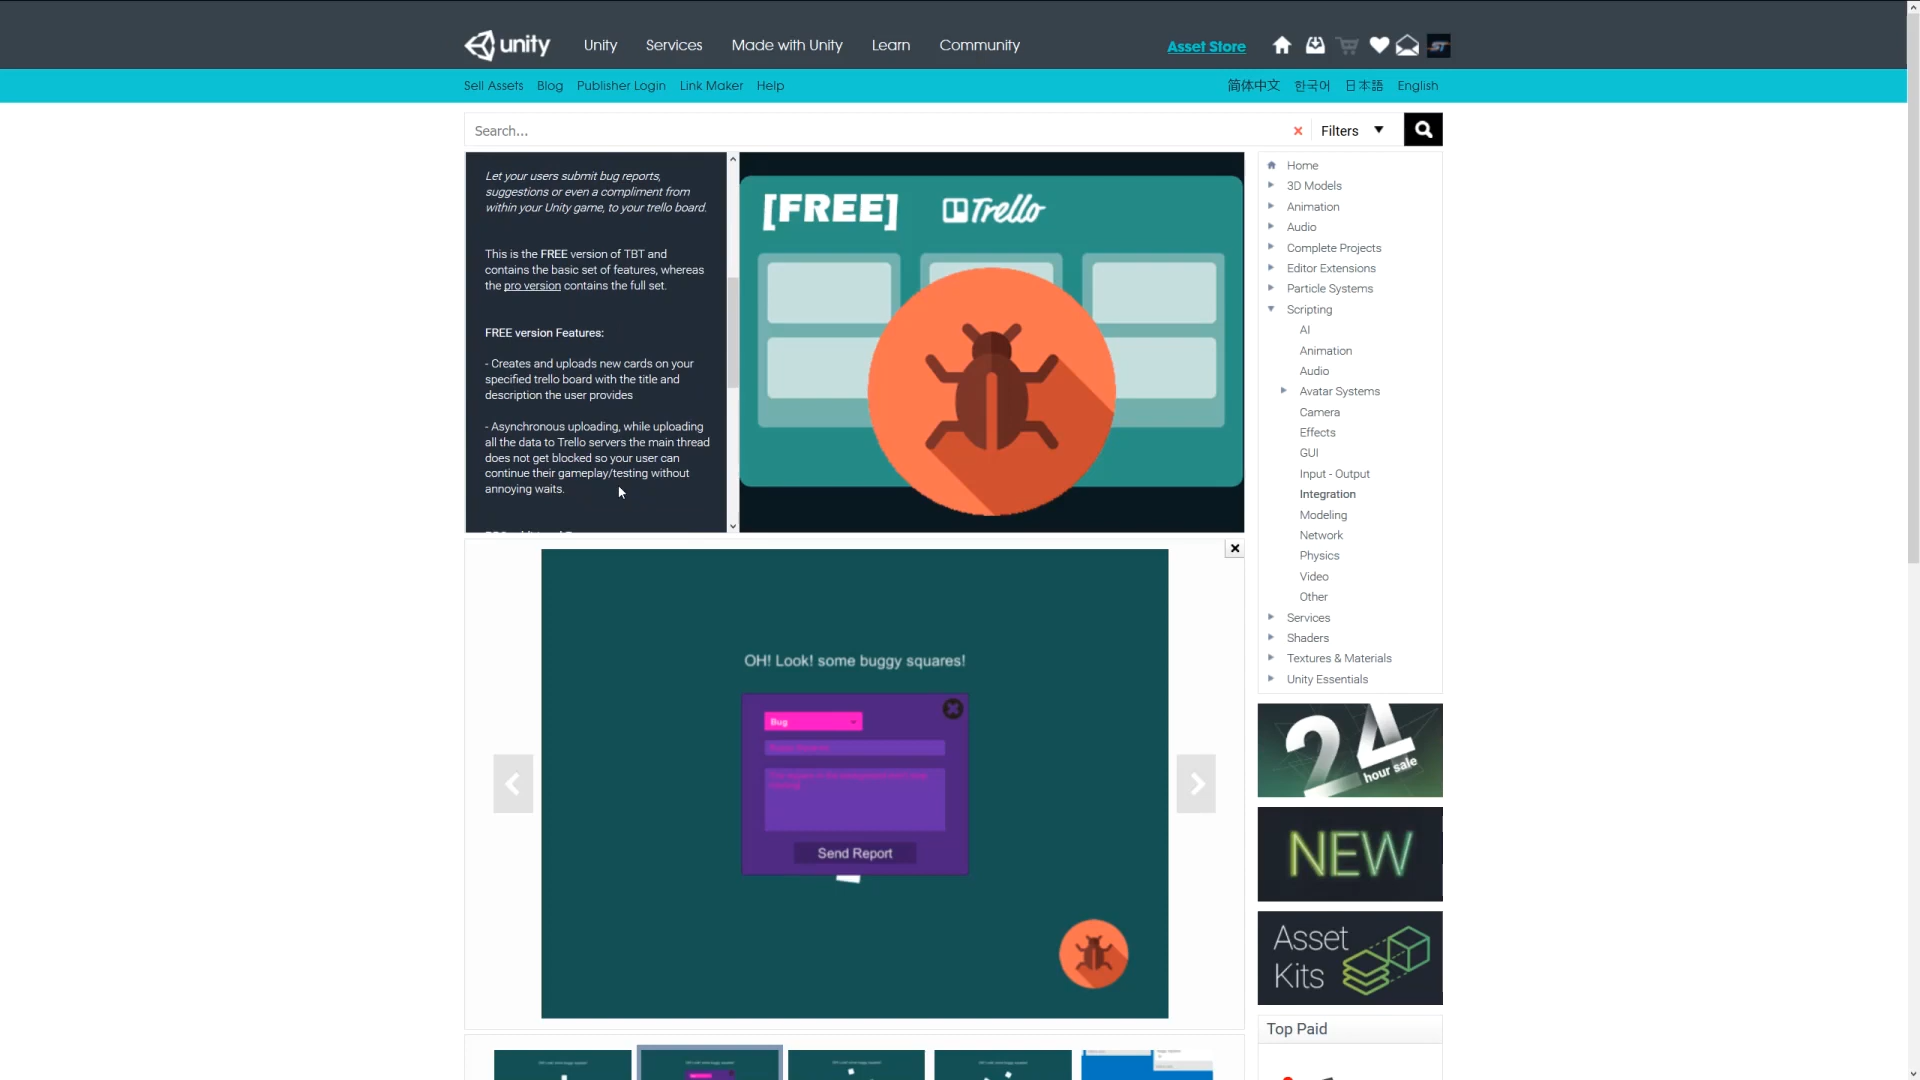 unity
Unity Services Made with Unity Learn Community
Asset Store
ST
Sell Assets Blog Publisher Login Link Maker Help
简体中文 한국어 日本語 English
Search...
Filters
Let your users submit bug reports,
suggestions or even a compliment from
within your Unity game, to your trello board.
This is the FREE version of TBT and
contains the basic set of features, whereas
the pro version contains the full set.
FREE version Features:
- Creates and uploads new cards on your
specified trello board with the title and
description the user provides
- Asynchronous uploading, while uploading
all the data to Trello servers the main thread
does not get blocked so your user can
continue their gameplay/testing without
annoying waits.
[FREE] Trello
OH! Look! some buggy squares!
Bug
Send Report
Home
3D Models
Animation
Audio
Complete Projects
Editor Extensions
Particle Systems
Scripting
AI
Animation
Audio
Avatar Systems
Camera
Effects
GUI
Input - Output
Integration
Modeling
Network
Physics
Video
Other
Services
Shaders
Textures & Materials
Unity Essentials
24
hour sale
NEW
Asset
Kits
Top Paid